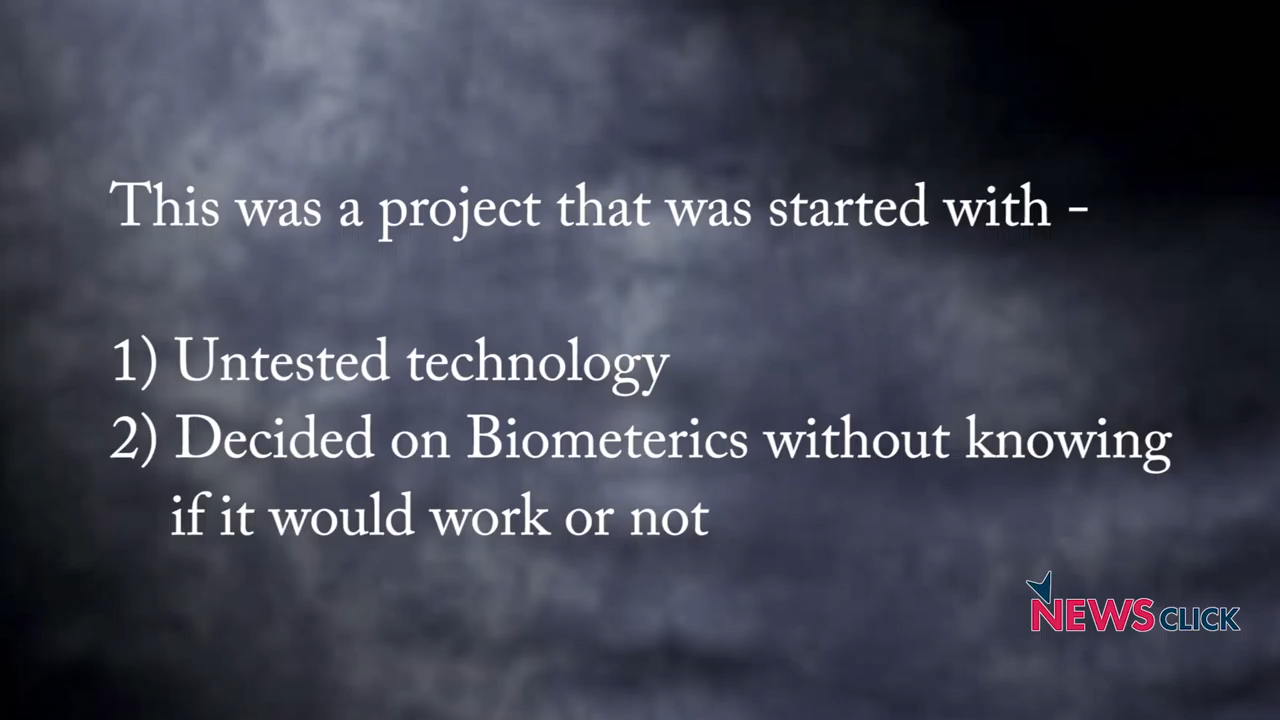 This was a project that was started with -
1) Untested technology
2) Decided on Biometerics without knowing
if it would work or not
NEWSCLICK